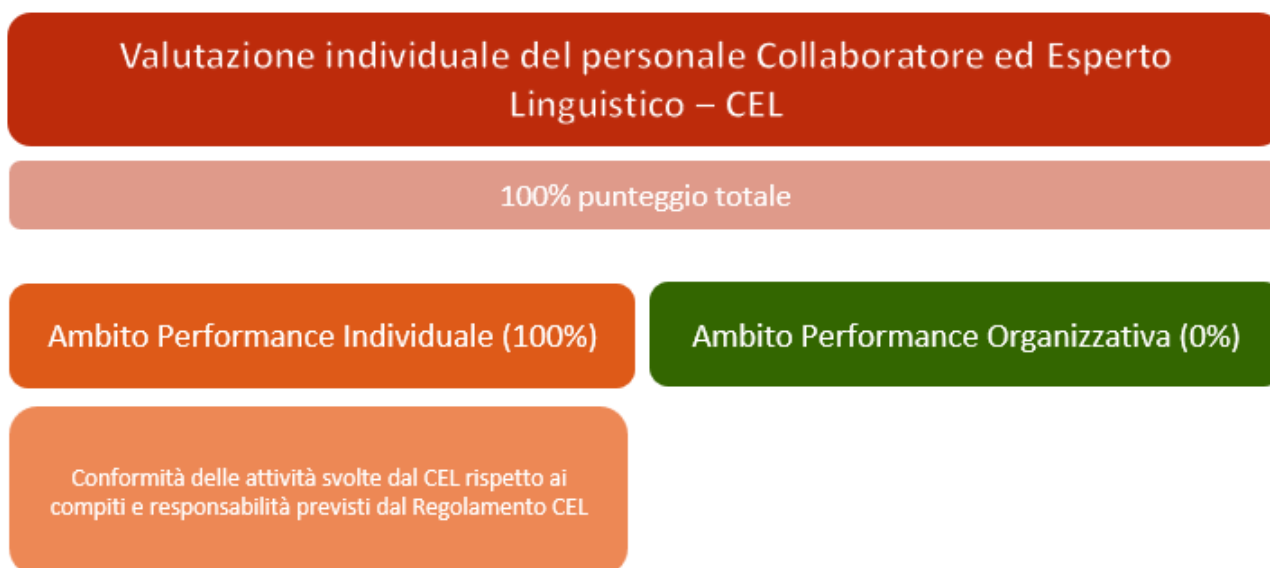 Valutazione individuale del personale Collaboratore ed Esperto
Linguistico – CEL
100% punteggio totale
Ambito Performance Individuale (100%)
Ambito Performance Organizzativa (0%)
Conformità delle attività svolte dal CEL rispetto ai
compiti e responsabilità previsti dal Regolamento CEL